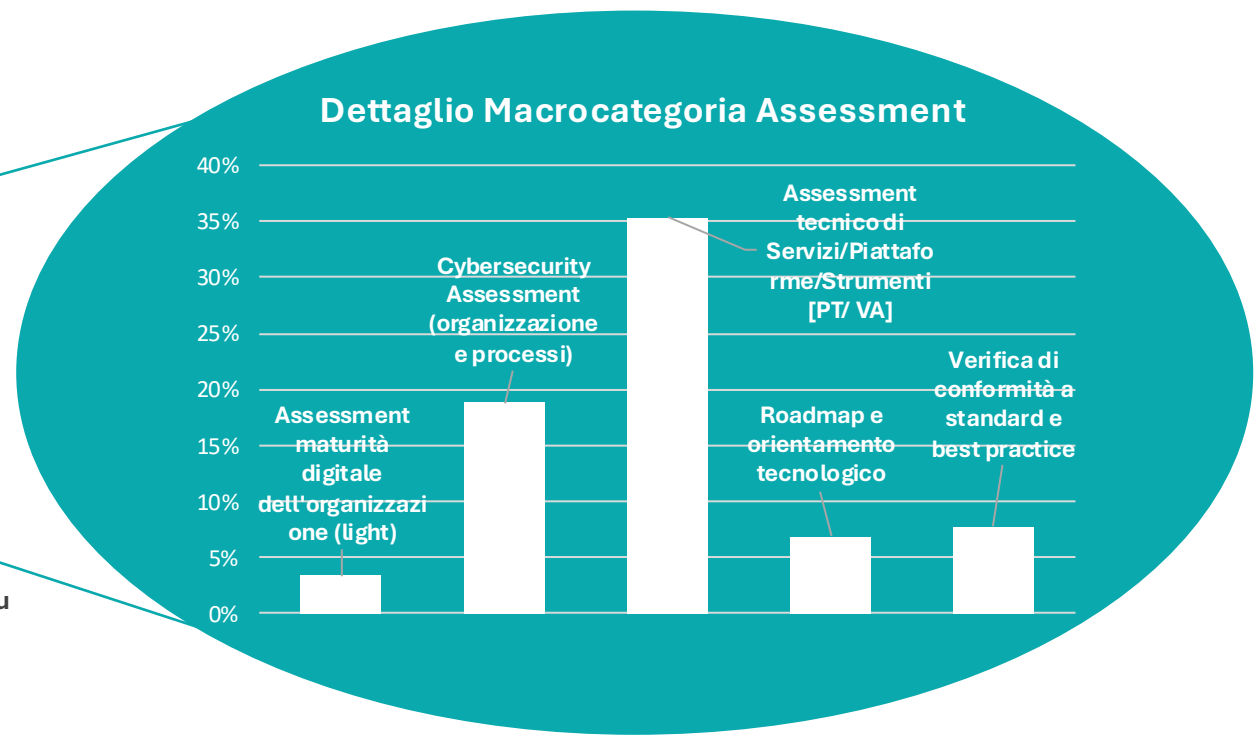 Dettaglio Macrocategoria Assessment
40%
35%
30%
25%
20%
15%
10%
5%
0%
Assessment
maturità
digitale
dell'organizzazi
one (light)
Cybersecurity
Assessment
(organizzazione
e processi)
Assessment
tecnico di
Servizi/Piattafo
rme/Strumenti
[PT/ VA]
Roadmap e
orientamento
tecnologico
Verifica di
conformità a
standard e
best practice
u